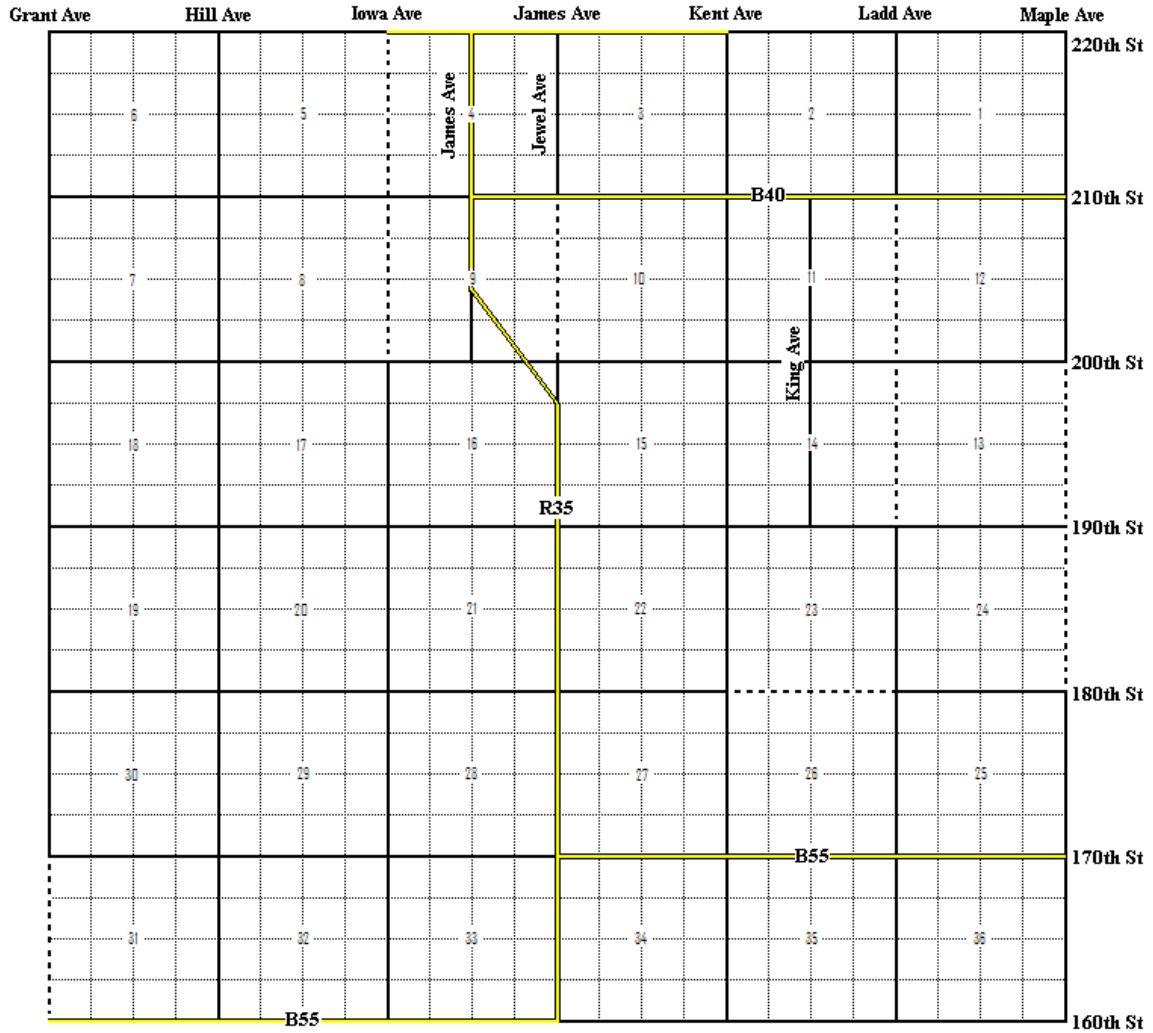 Grant Ave Hill Ave Iowa Ave James Ave Kent Ave Ladd Ave Maple Ave
220th St
James Ave
Jewel Ave
6 5 4 3 2 1
B40
210th St
7 8 9 10 11 12
King Ave
200th St
18 17 16 15 14 13
R35
190th St
19 20 21 22 23 24
180th St
30 29 28 27 26 25
B55
170th St
31 32 33 34 35 36
B55
160th St